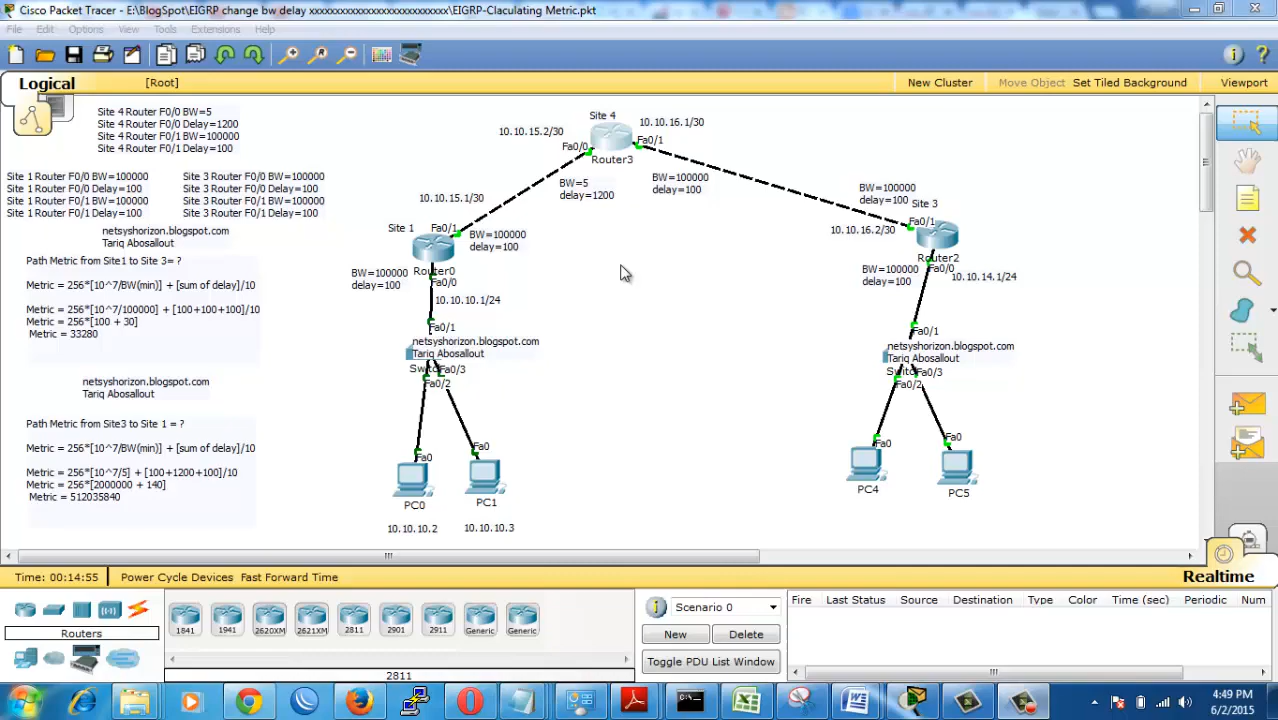 Cisco Packet Tracer - E:\BlogSpot\EIGRP change bw delay xxxxxxxxxxxxxxxxxxxxxxxxxx\EIGRP-Claculating Metric.pkt
File Edit Options View Tools Extensions Help
Logical [Root] New Cluster Move Object Set Tiled Background Viewport
Site 4 Router F0/0 BW=5
Site 4 Router F0/0 Delay=1200
Site 4 Router F0/1 BW=100000
Site 4 Router F0/1 Delay=100
Site 1 Router F0/0 BW=100000
Site 1 Router F0/0 Delay=100
Site 1 Router F0/1 BW=100000
Site 1 Router F0/1 Delay=100
Site 3 Router F0/0 BW=100000
Site 3 Router F0/0 Delay=100
Site 3 Router F0/1 BW=100000
Site 3 Router F0/1 Delay=100
netsyshorizon.blogspot.com
Tariq Abosallout
Path Metric from Site1 to Site 3= ?
Metric = 256*[10^7/BW(min)] + [sum of delay]/10
Metric = 256*[10^7/100000] + [100+100+100]/10
Metric = 256*[100 + 30]
Metric = 33280
netsyshorizon.blogspot.com
Tariq Abosallout
Path Metric from Site3 to Site 1 = ?
Metric = 256*[10^7/BW(min)] + [sum of delay]/10
Metric = 256*[10^7/5] + [100+1200+100]/10
Metric = 256*[2000000 + 140]
Metric = 512035840
Site 4
10.10.15.2/30
10.10.16.1/30
Fa0/0
Fa0/1
Router3
BW=5
delay=1200
BW=100000
delay=100
10.10.15.1/30
Site 1
Fa0/1
BW=100000
delay=100
Router0
BW=100000
delay=100
Fa0/0
10.10.10.1/24
Fa0/1
netsyshorizon.blogspot.com
Tariq Abosallout
Fa0/3
Fa0/2
Fa0
Fa0
PC0
PC1
10.10.10.2
10.10.10.3
BW=100000
delay=100
Site 3
Fa0/1
10.10.16.2/30
Router2
BW=100000
delay=100
Fa0/0
10.10.14.1/24
Fa0/1
netsyshorizon.blogspot.com
Tariq Abosallout
Fa0/3
Fa0/2
Fa0
Fa0
PC4
PC5
Time: 00:14:55 Power Cycle Devices Fast Forward Time
Realtime
Routers
1841 1941 2620XM 2621XM 2811 2901 2911 Generic Generic
2811
Scenario 0
New Delete
Toggle PDU List Window
Fire Last Status Source Destination Type Color Time (sec) Periodic Num
4:49 PM
6/2/2015